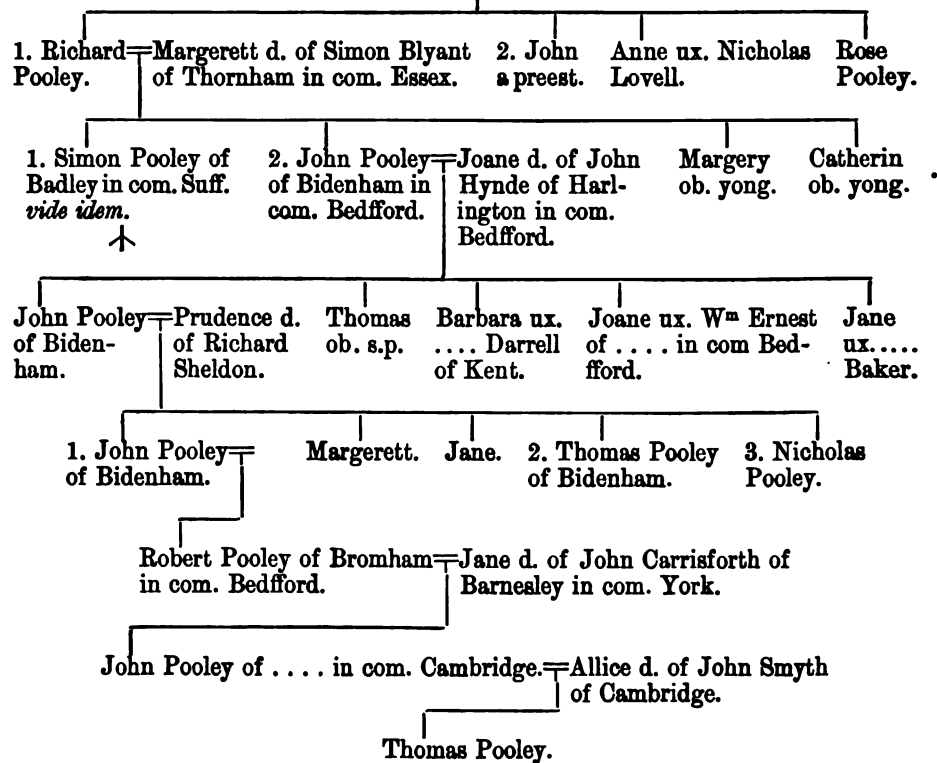 1. Richard Pooley.
Margerett d. of Simon Blyant
of Thornham in com. Essex.
2. John
a preest.
Anne ux. Nicholas
Lovell.
Rose
Pooley.
1. Simon Pooley of
Badley in com. Suff.
vide idem.
2. John Pooley
of Bidenham in
com. Bedfford.
Joane d. of John
Hynde of Har-
lington in com.
Bedfford.
Margery
ob. yong.
Catherin
ob. yong.
John Pooley
of Biden-
ham.
Prudence d.
of Richard
Sheldon.
Thomas
ob. s.p.
Barbara ux.
.... Darrell
of Kent.
Joane ux. Wᵐ Ernest
of .... in com Bed-
fford.
Jane
ux.....
Baker.
1. John Pooley
of Bidenham.
Margerett.
Jane.
2. Thomas Pooley
of Bidenham.
3. Nicholas
Pooley.
Robert Pooley of Bromham
in com. Bedfford.
Jane d. of John Carrisforth of
Barnesley in com. York.
John Pooley of .... in com. Cambridge.
Allice d. of John Smyth
of Cambridge.
Thomas Pooley.